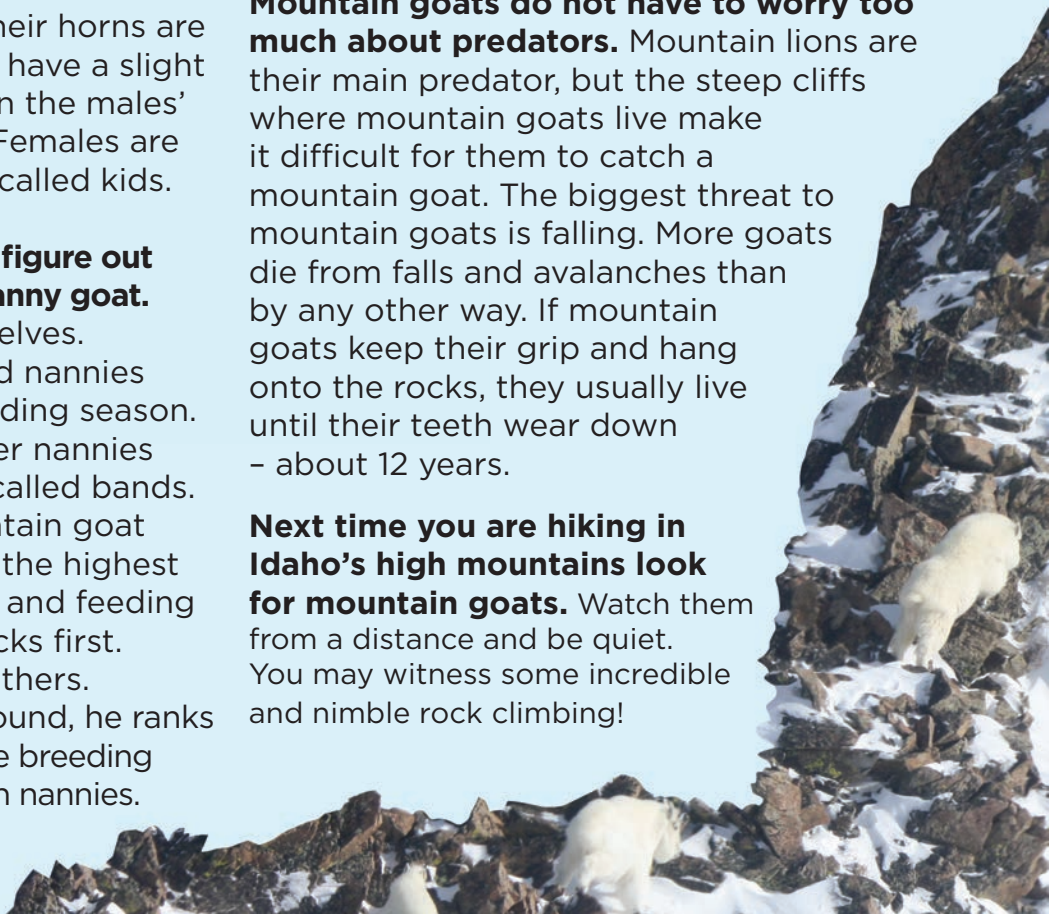 heir horns are
have a slight
n the males’
Females are
called kids.
figure out
anny goat.
elves.
d nannies
ding season.
er nannies
called bands.
tain goat
the highest
and feeding
cks first.
thers.
ound, he ranks
e breeding
n nannies.
Mountain goats do not have to worry too
much about predators. Mountain lions are
their main predator, but the steep cliffs
where mountain goats live make
it difficult for them to catch a
mountain goat. The biggest threat to
mountain goats is falling. More goats
die from falls and avalanches than
by any other way. If mountain
goats keep their grip and hang
onto the rocks, they usually live
until their teeth wear down
– about 12 years.
Next time you are hiking in
Idaho’s high mountains look
for mountain goats. Watch them
from a distance and be quiet.
You may witness some incredible
and nimble rock climbing!